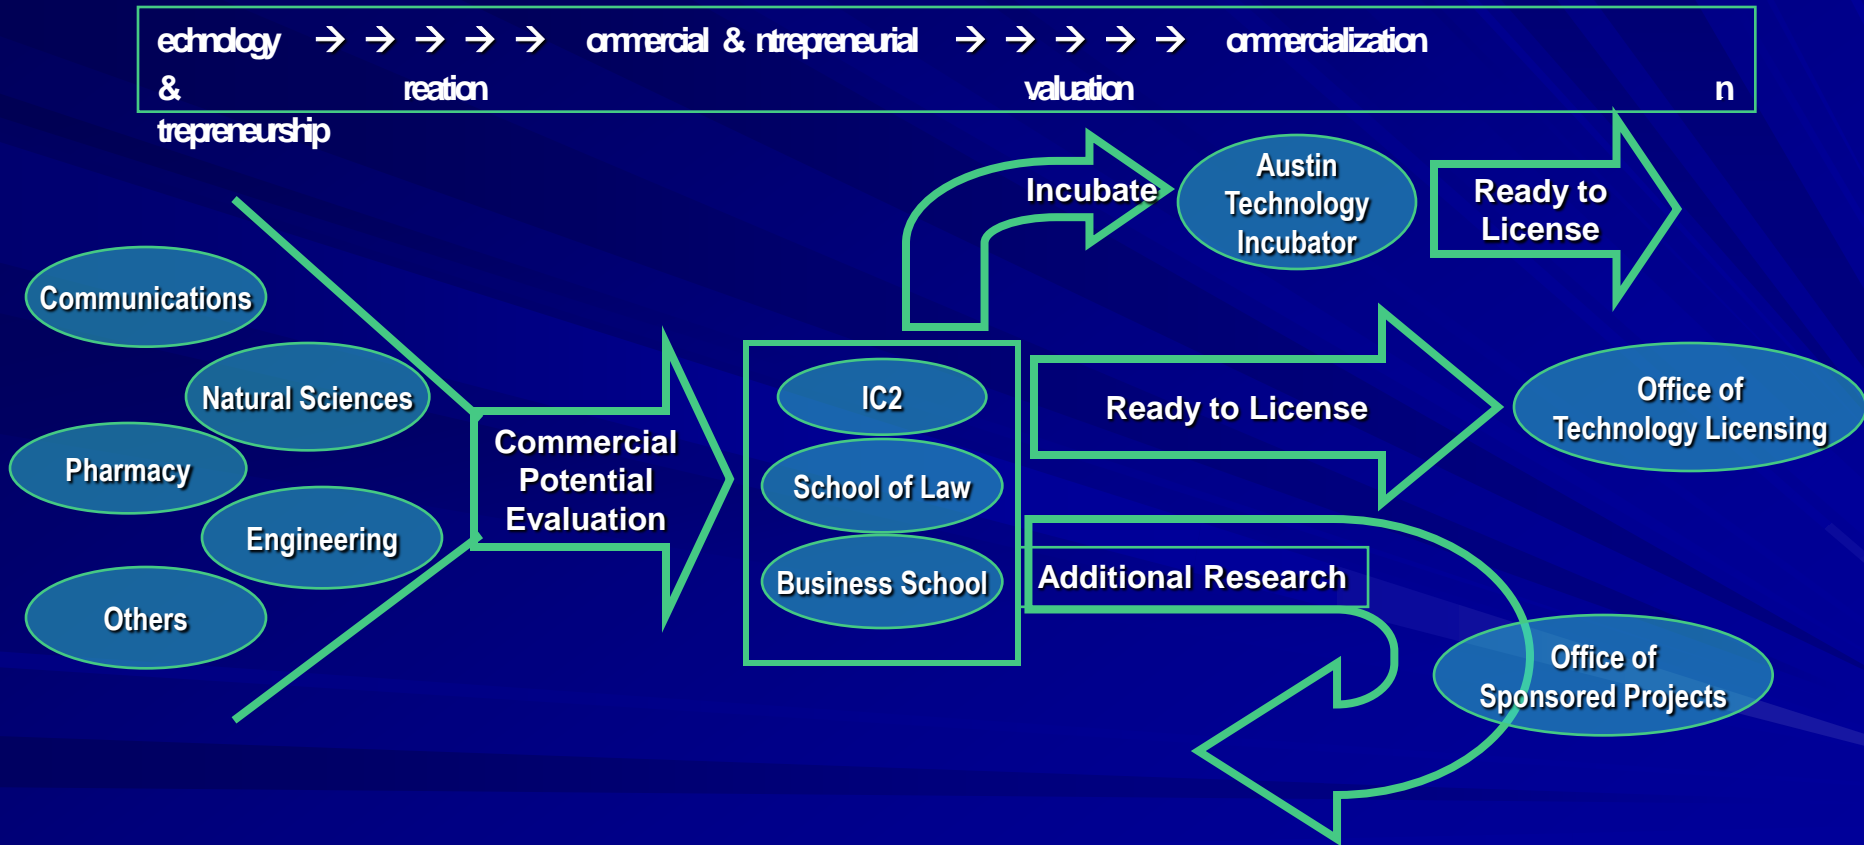 echnology → → → → → ommercial & ntrepreneurial → → → → → ommercialization
& reation valuation n
trepreneurship
Austin
Technology
Incubator
Incubate
Ready to
License
Communications
Natural Sciences
Pharmacy
Engineering
Others
Commercial
Potential
Evaluation
IC2
School of Law
Business School
Ready to License
Office of
Technology Licensing
Additional Research
Office of
Sponsored Projects